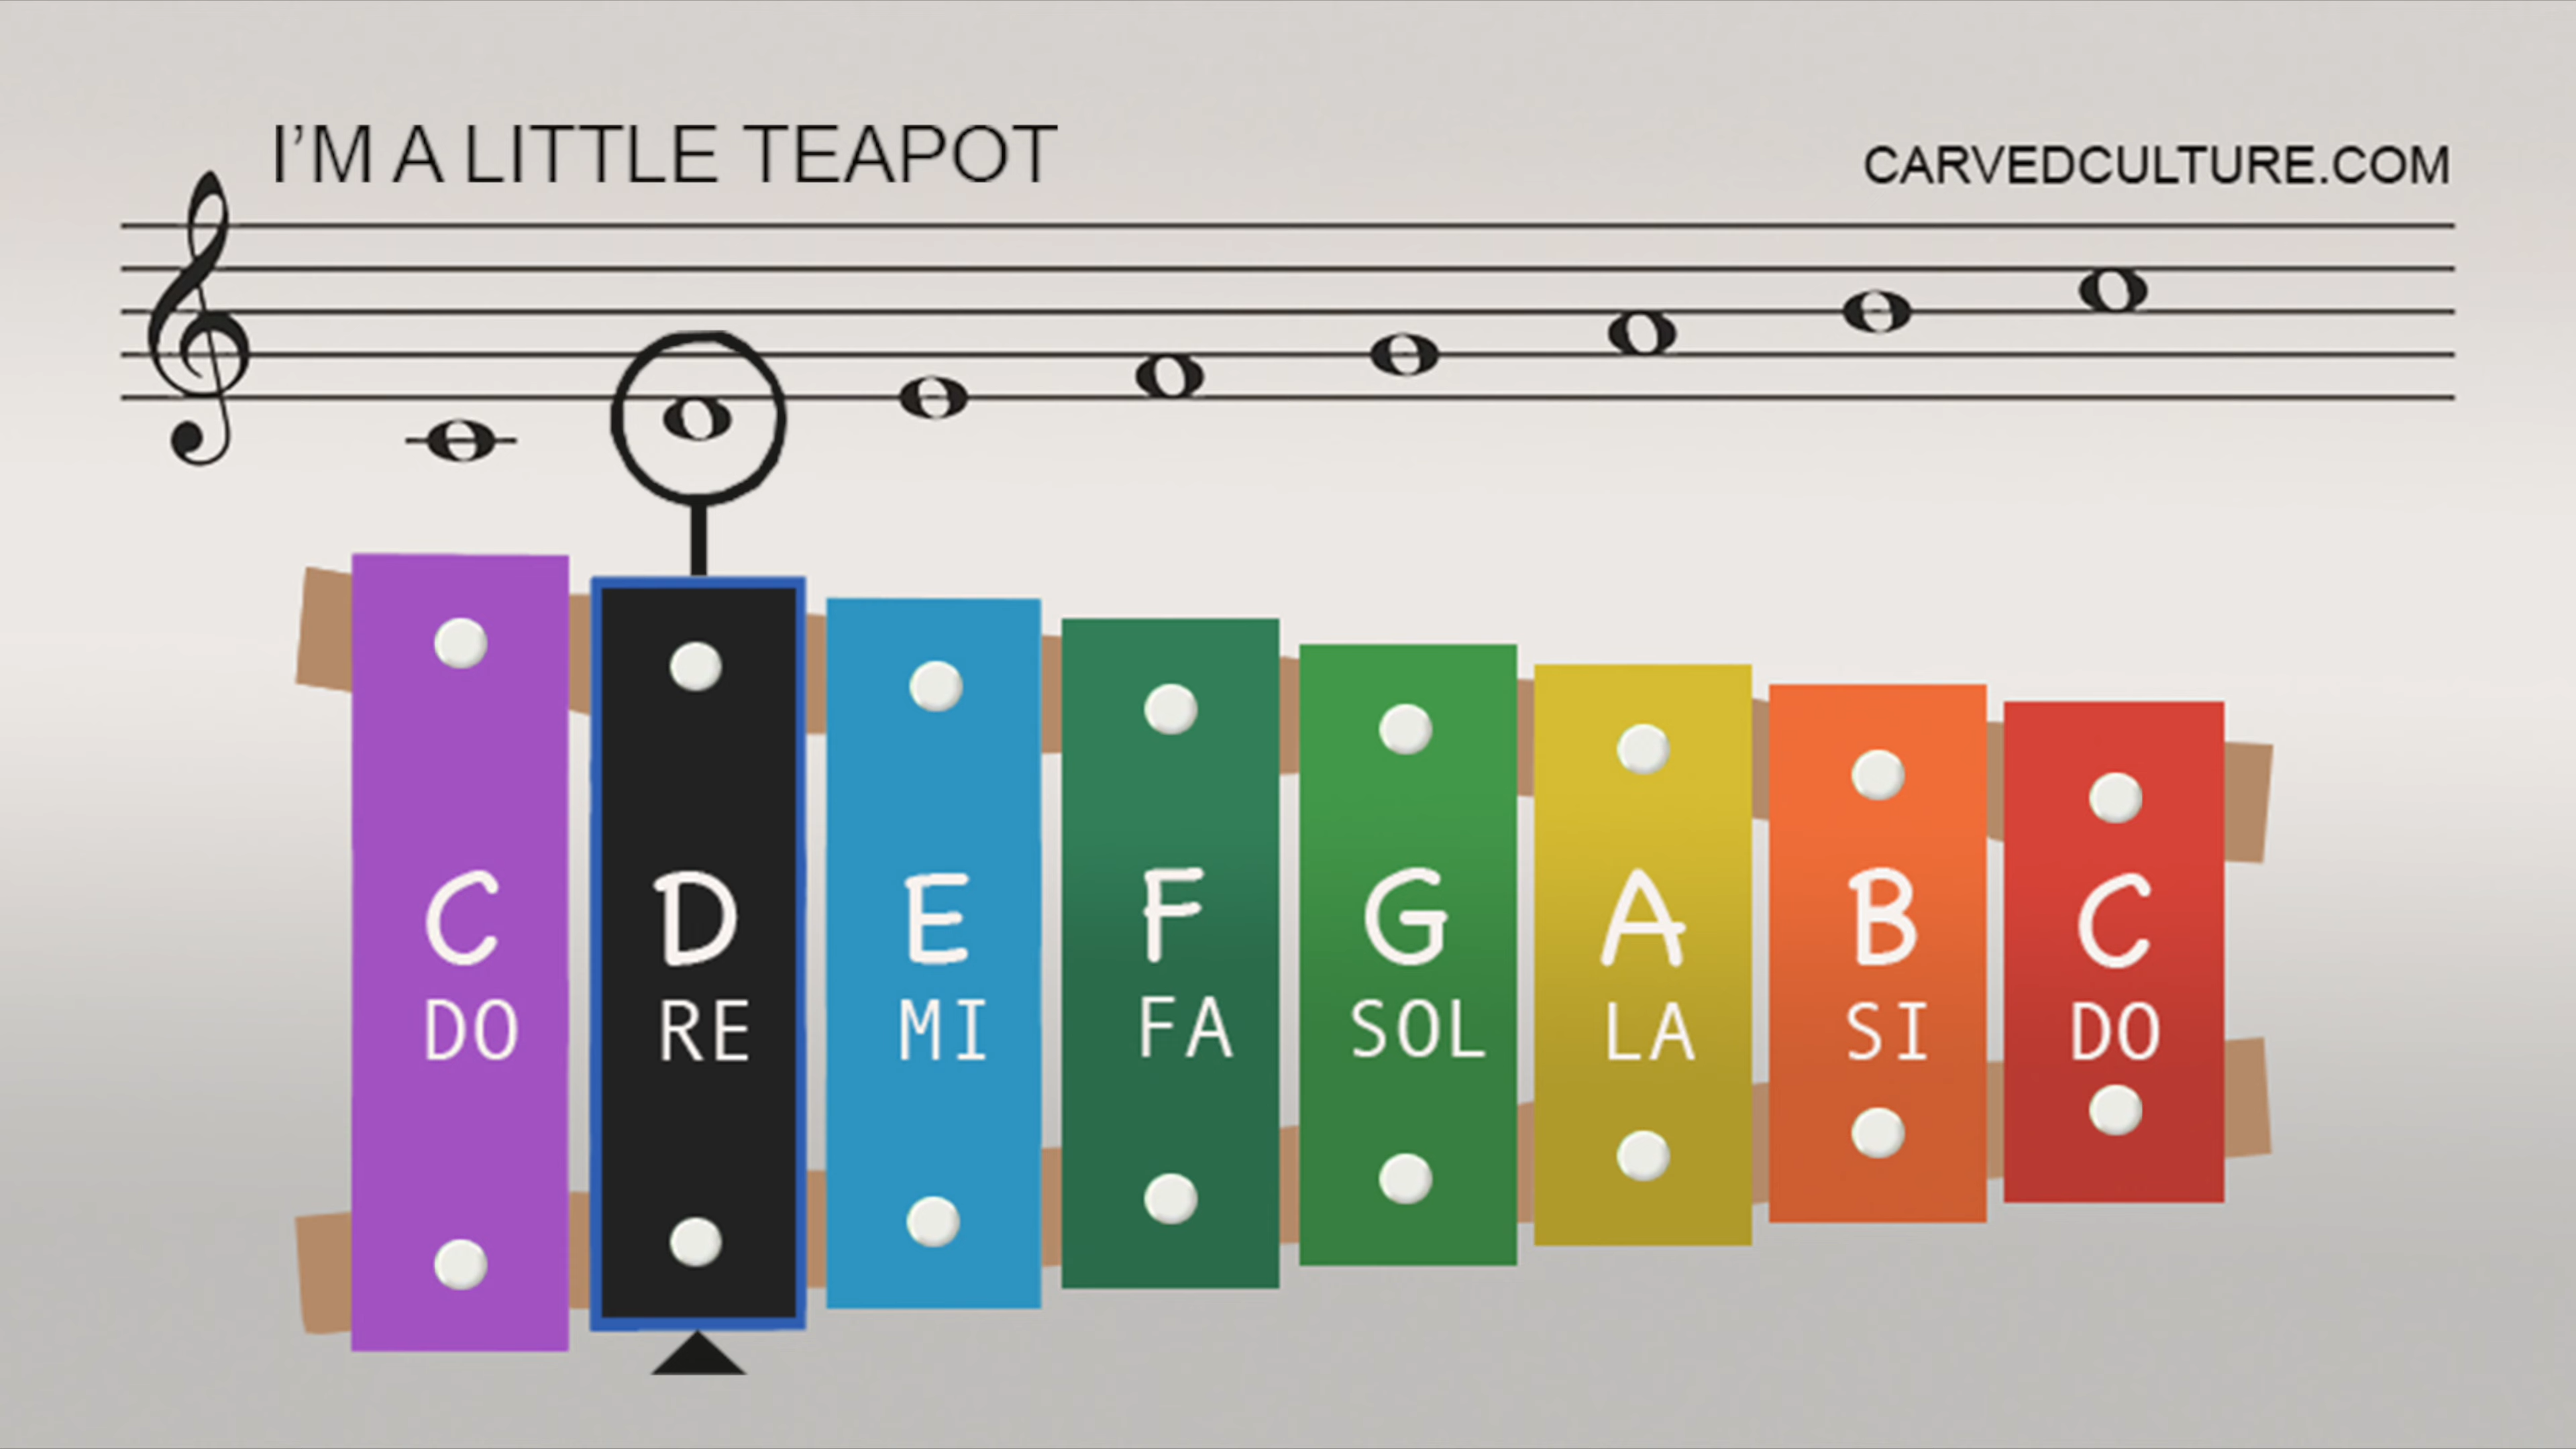 I'M A LITTLE TEAPOT
CARVEDCULTURE.COM
C D E F G A B C
DO RE MI FA SOL LA SI DO